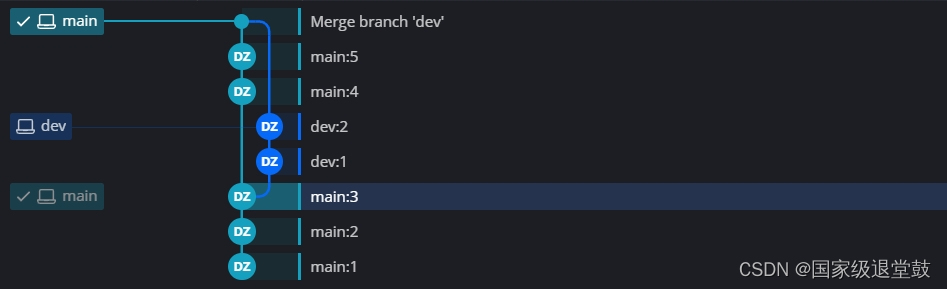 main Merge branch 'dev'
DZ main:5
DZ main:4
dev DZ dev:2
DZ dev:1
main DZ main:3
DZ main:2
DZ main:1
CSDN @国家级退堂鼓